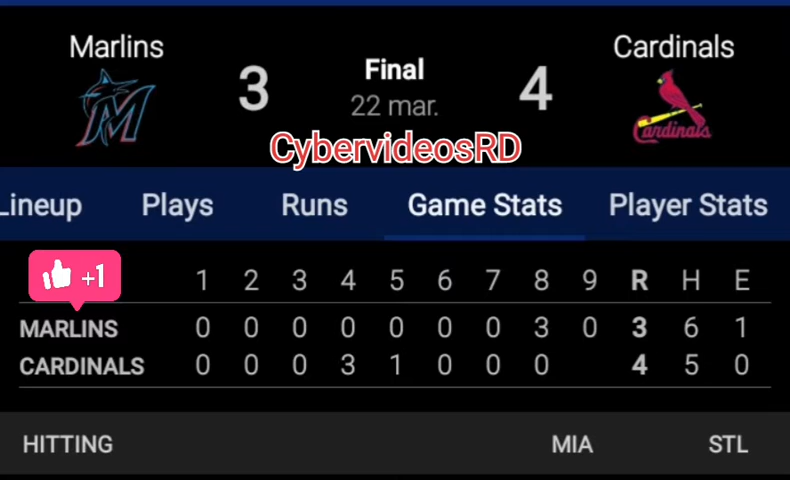 Marlins 3 Final 4 Cardinals
22 mar.
M
Cardinals
CybervideosRD
Lineup Plays Runs Game Stats Player Stats
+1
1 2 3 4 5 6 7 8 9 R H E
MARLINS 0 0 0 0 0 0 0 3 0 3 6 1
CARDINALS 0 0 0 3 1 0 0 0 4 5 0
HITTING MIA STL